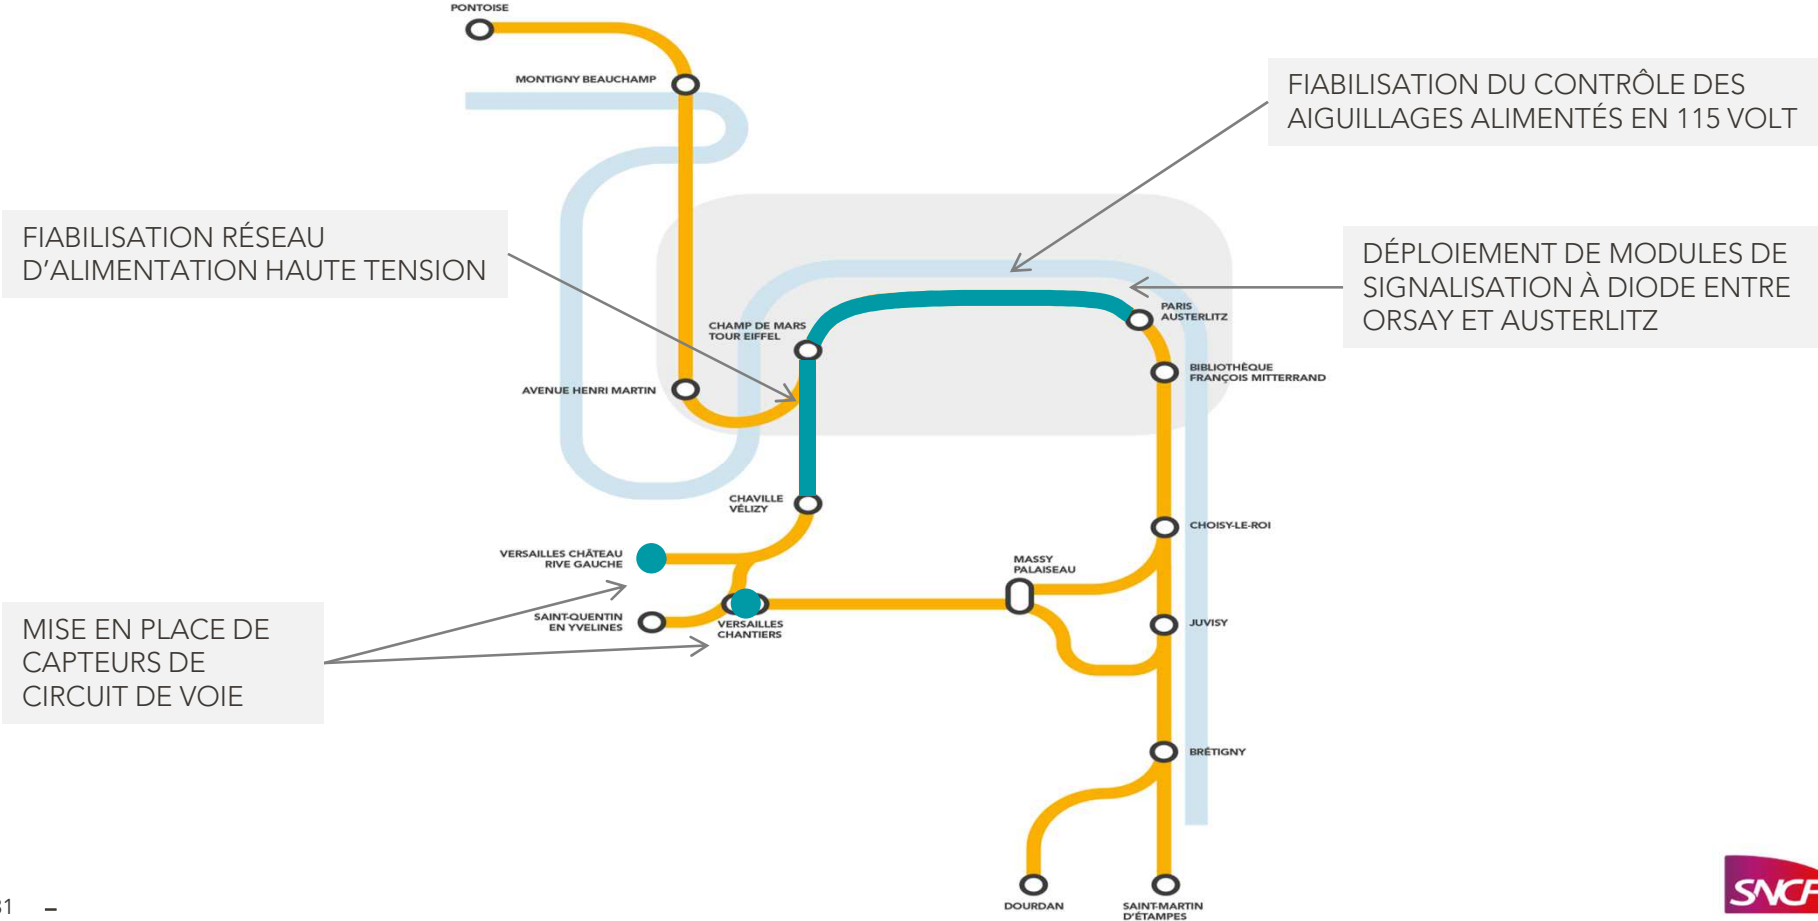 PONTOISE
MONTIGNY BEAUCHAMP
FIABILISATION DU CONTRÔLE DES
AIGUILLAGES ALIMENTÉS EN 115 VOLT
FIABILISATION RÉSEAU
D'ALIMENTATION HAUTE TENSION
DÉPLOIEMENT DE MODULES DE
SIGNALISATION À DIODE ENTRE
ORSAY ET AUSTERLITZ
CHAMP DE MARS
TOUR EIFFEL
PARIS
AUSTERLITZ
AVENUE HENRI MARTIN
BIBLIOTHÈQUE
FRANÇOIS MITTERRAND
CHAVILLE
VÉLIZY
CHOISY-LE-ROI
VERSAILLES CHÂTEAU
RIVE GAUCHE
MASSY
PALAISEAU
SAINT-QUENTIN
EN YVELINES
VERSAILLES
CHANTIERS
JUVISY
MISE EN PLACE DE
CAPTEURS DE
CIRCUIT DE VOIE
BRÉTIGNY
DOURDAN
SAINT-MARTIN
D'ÉTAMPES
SNCF